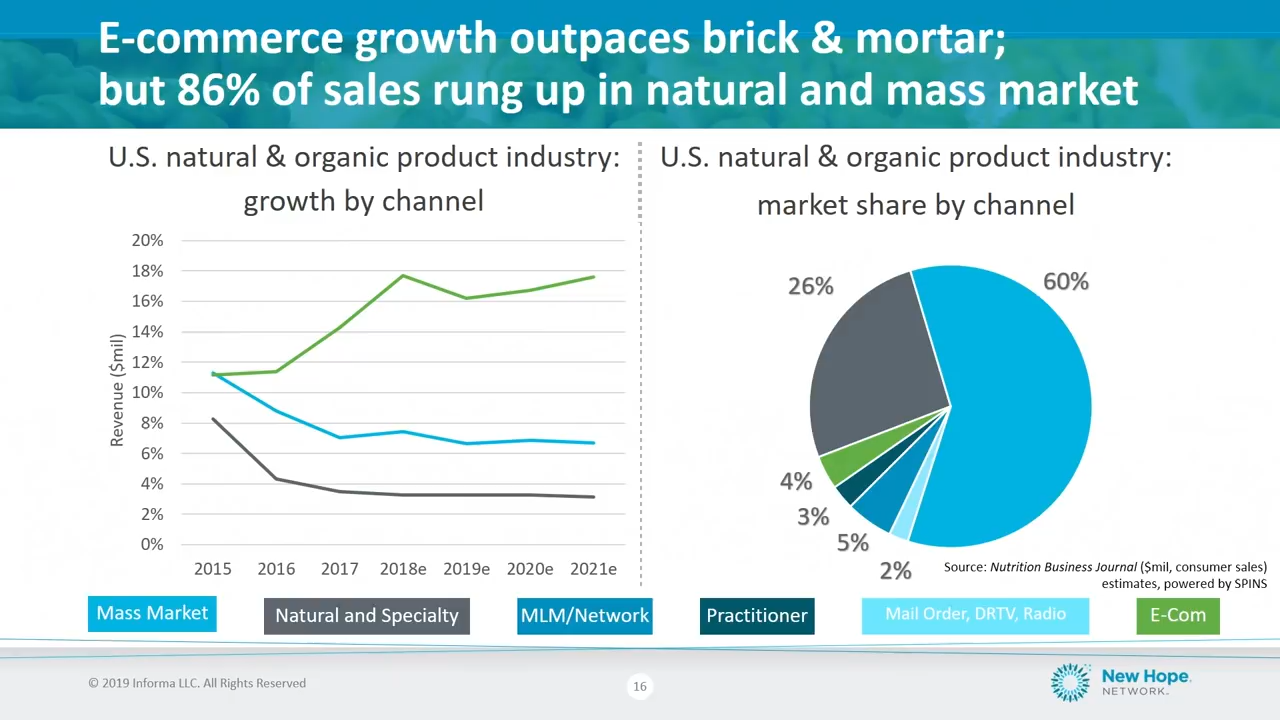 E-commerce growth outpaces brick & mortar;
but 86% of sales rung up in natural and mass market
U.S. natural & organic product industry:
growth by channel
20%
18%
16%
14%
12%
10%
8%
6%
4%
2%
0%
Revenue ($mil)
2015 2016 2017 2018e 2019e 2020e 2021e
U.S. natural & organic product industry:
market share by channel
26%
60%
4%
3%
5%
2%
Source: Nutrition Business Journal ($mil, consumer sales)
estimates, powered by SPINS
Mass Market
Natural and Specialty
MLM/Network
Practitioner
Mail Order, DRTV, Radio
E-Com
© 2019 Informa LLC. All Rights Reserved
16
New Hope
NETWORK